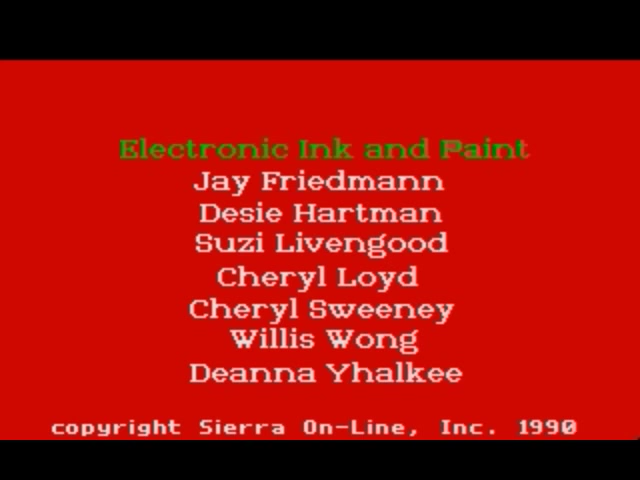 Electronic Ink and Paint
Jay Friedmann
Desie Hartman
Suzi Livengood
Cheryl Loyd
Cheryl Sweeney
Willis Wong
Deanna Yhalkee
copyright Sierra On-Line, Inc. 1990